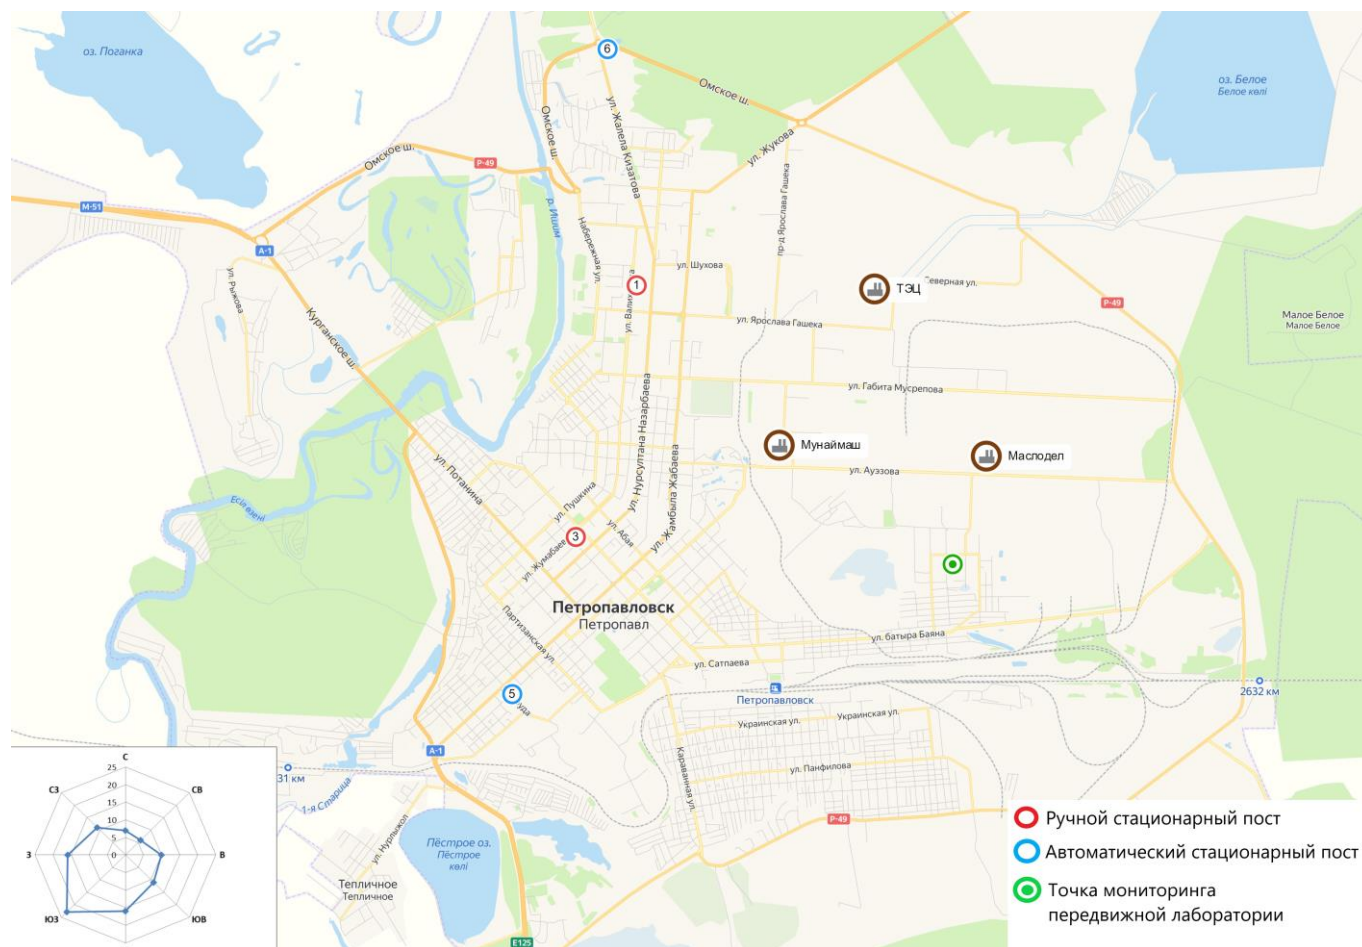 6
оз. Поганка
оз. Белое
Белое көлі
Омское ш.
Омское ш.
ул. Жалела Кизатова
ул. Жукова
Омское ш.
Р-49
пр-д Ярослава Гашека
М-51
р. Ишим
А-1
Набережная ул.
ул. Шухова
ул. Рыжова
1
ТЭЦ
Северная ул.
Р-49
ул. Ярослава Гашека
Малое Белое
Малое Белое
Курганское ш.
ул. Габита Мусрепова
ул. Нурсултана Назарбаева
Мунаймаш
Маслодел
ул. Ауэзова
ул. Потанина
ул. Жамбыла Жабаева
ул. Пушкина
Есіл өзені
ул. Абая
3
ул. Жумабаев
Петропавловск
Петропавл
Партизанская ул.
ул. батыра Баяна
ул. Сатпаева
5
Петропавловск
2632 км
Украинская ул.
Украинская ул.
А-1
31 км
Караванная ул.
ул. Панфилова
1-я Старица
Р-49
ул. Нурлыжол
Пёстрое оз.
Пёстрое
көлі
Тепличное
Тепличное
Е125
С
СВ
В
ЮВ
ЮЗ
З
СЗ
25
20
15
10
5
0
Ручной стационарный пост
Автоматический стационарный пост
Точка мониторинга
передвижной лаборатории